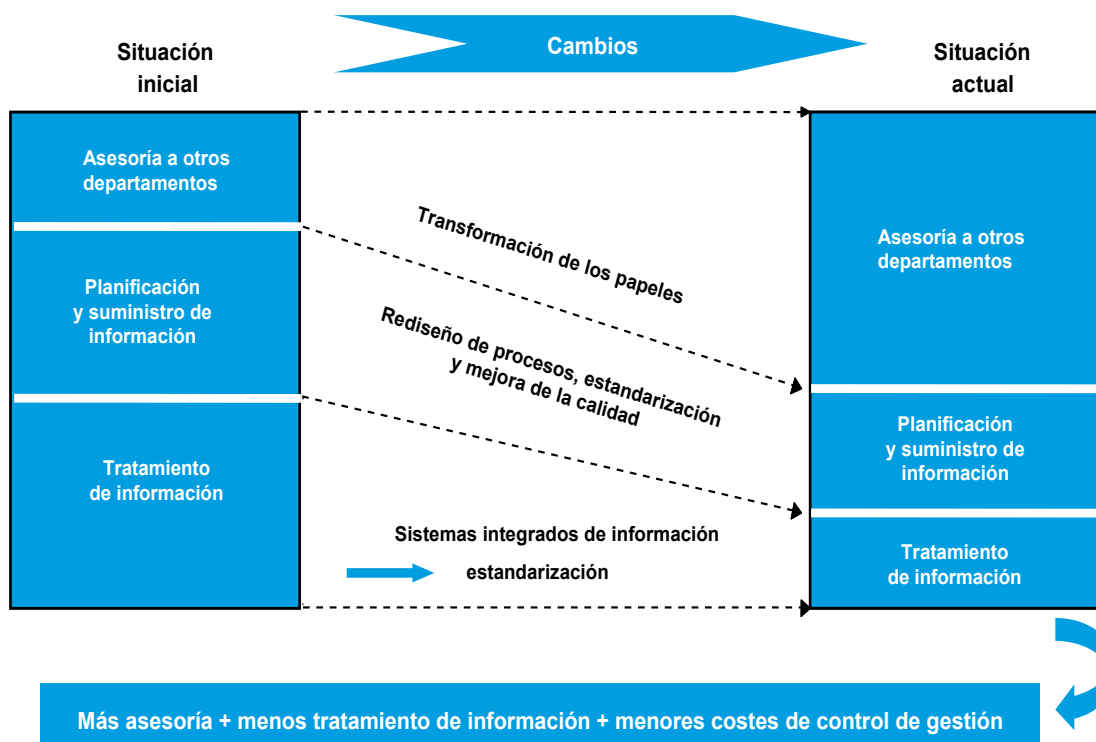 Cambios
Situación
inicial
Situación
actual
Asesoría a otros
departamentos
Planificación
y suministro de
información
Tratamiento
de información
Transformación de los papeles
Rediseño de procesos, estandarización
y mejora de la calidad
Sistemas integrados de información
estandarización
Asesoría a otros
departamentos
Planificación
y suministro de
información
Tratamiento
de información
Más asesoría + menos tratamiento de información + menores costes de control de gestión